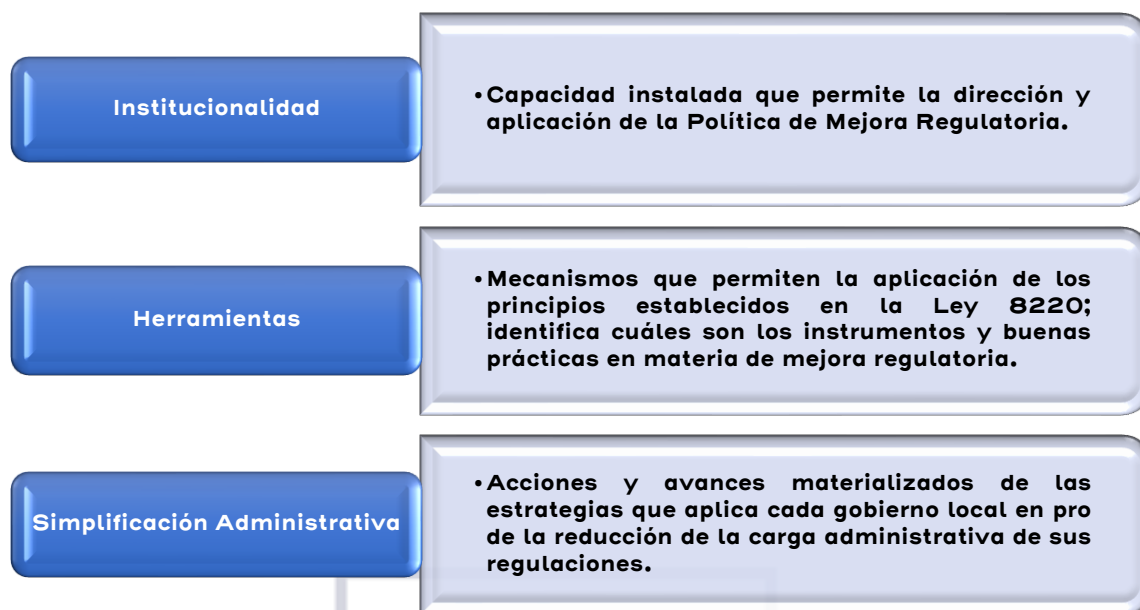 Institucionalidad
•Capacidad instalada que permite la dirección y
aplicación de la Política de Mejora Regulatoria.
Herramientas
•Mecanismos que permiten la aplicación de los
principios establecidos en la Ley 8220;
identifica cuáles son los instrumentos y buenas
prácticas en materia de mejora regulatoria.
Simplificación Administrativa
•Acciones y avances materializados de las
estrategias que aplica cada gobierno local en pro
de la reducción de la carga administrativa de sus
regulaciones.